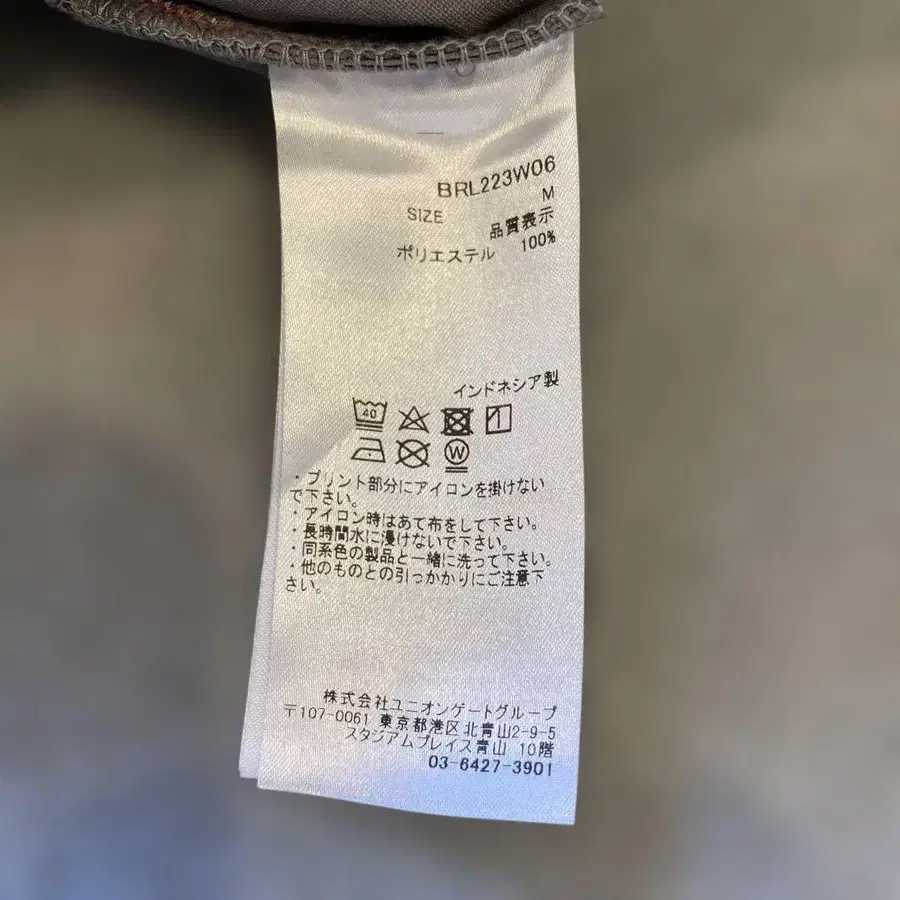 BRL223W06
SIZE M
品質表示
ポリエステル 100%
インドネシア製
40
W
・プリント部分にアイロンを掛けない
で下さい。
・アイロン時はあて布をして下さい。
・長時間水に漬けないで下さい。
・同系色の製品と一緒に洗って下さい。
・他のものとの引っかかりにご注意下
さい。
株式会社ユニオンゲートグループ
〒107-0061 東京都港区北青山2-9-5
スタジアムプレイス青山 10階
03-6427-3901